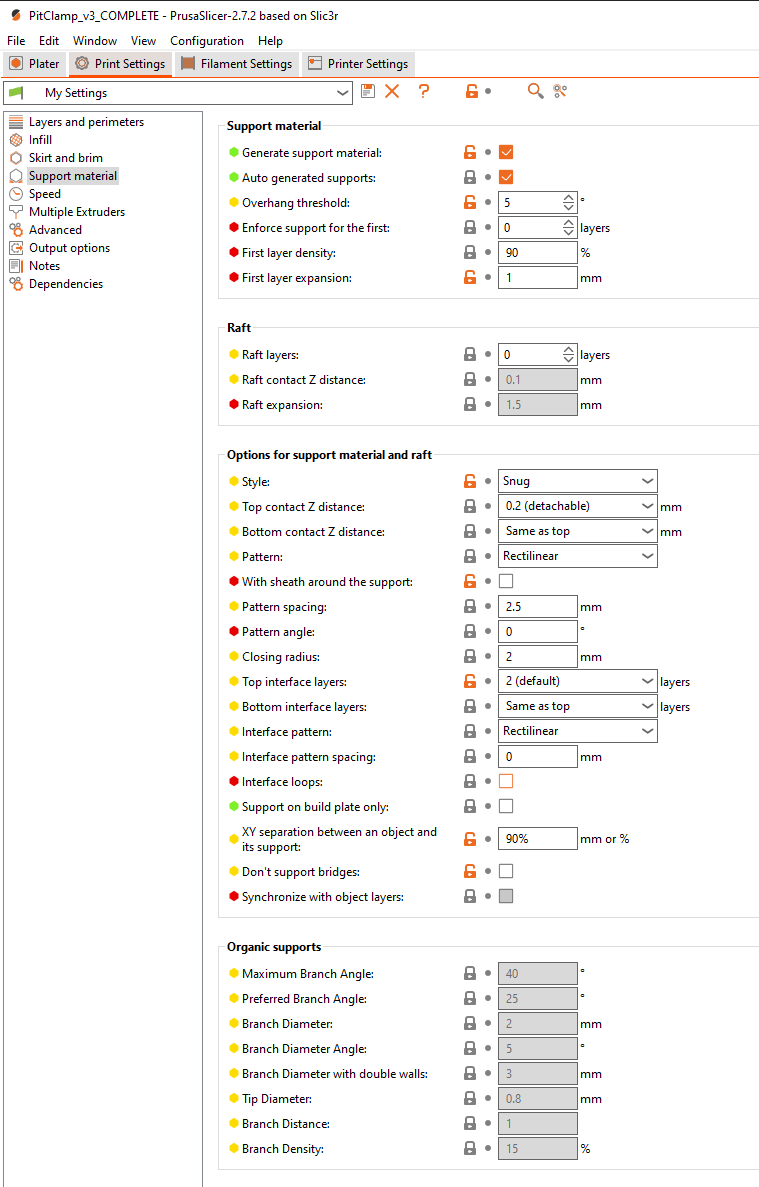 PitClamp_v3_COMPLETE - PrusaSlicer-2.7.2 based on Slic3r
File Edit Window View Configuration Help
Plater Print Settings Filament Settings Printer Settings
My Settings ?
Layers and perimeters
Infill
Skirt and brim
Support material
Speed
Multiple Extruders
Advanced
Output options
Notes
Dependencies
Support material
Generate support material:
Auto generated supports:
Overhang threshold: 5 °
Enforce support for the first: 0 layers
First layer density: 90 %
First layer expansion: 1 mm
Raft
Raft layers: 0 layers
Raft contact Z distance: 0.1 mm
Raft expansion: 1.5 mm
Options for support material and raft
Style: Snug
Top contact Z distance: 0.2 (detachable) mm
Bottom contact Z distance: Same as top mm
Pattern: Rectilinear
With sheath around the support:
Pattern spacing: 2.5 mm
Pattern angle: 0 °
Closing radius: 2 mm
Top interface layers: 2 (default) layers
Bottom interface layers: Same as top layers
Interface pattern: Rectilinear
Interface pattern spacing: 0 mm
Interface loops:
Support on build plate only:
XY separation between an object and
its support: 90% mm or %
Don't support bridges:
Synchronize with object layers:
Organic supports
Maximum Branch Angle: 40 °
Preferred Branch Angle: 25 °
Branch Diameter: 2 mm
Branch Diameter Angle: 5 °
Branch Diameter with double walls: 3 mm
Tip Diameter: 0.8 mm
Branch Distance: 1
Branch Density: 15 %